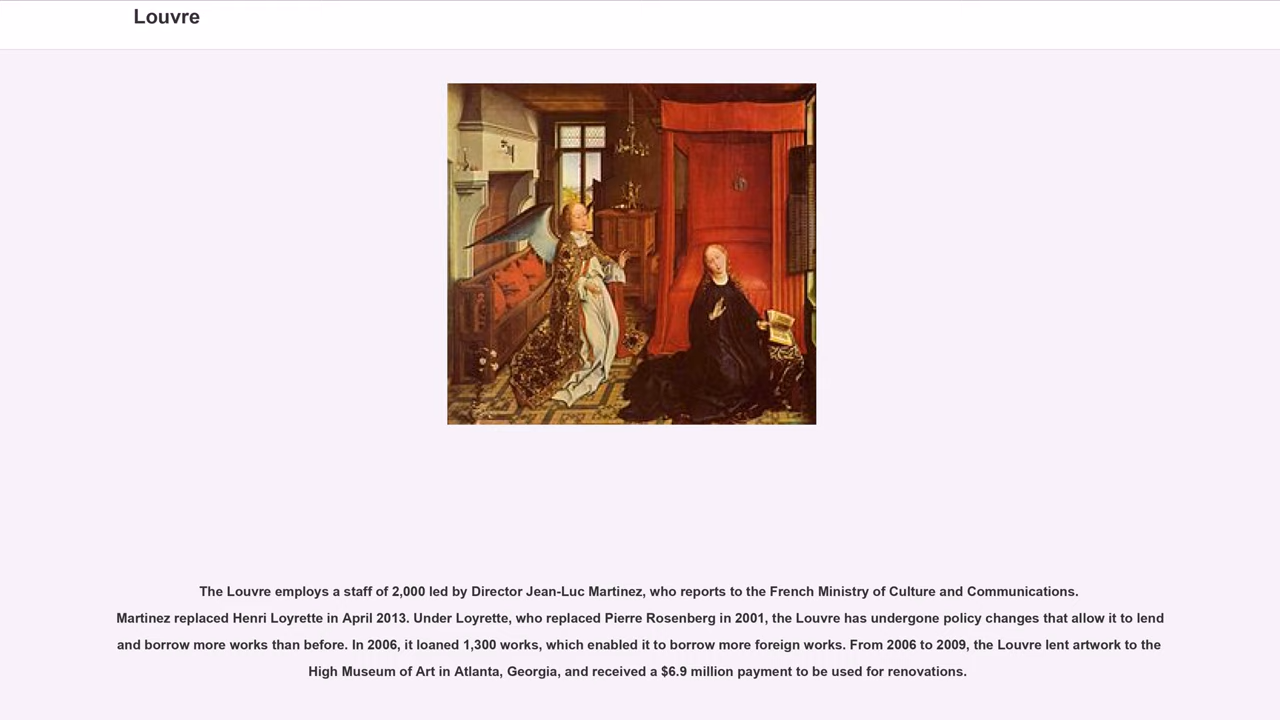 Louvre
The Louvre employs a staff of 2,000 led by Director Jean-Luc Martinez, who reports to the French Ministry of Culture and Communications.
Martinez replaced Henri Loyrette in April 2013. Under Loyrette, who replaced Pierre Rosenberg in 2001, the Louvre has undergone policy changes that allow it to lend
and borrow more works than before. In 2006, it loaned 1,300 works, which enabled it to borrow more foreign works. From 2006 to 2009, the Louvre lent artwork to the
High Museum of Art in Atlanta, Georgia, and received a $6.9 million payment to be used for renovations.